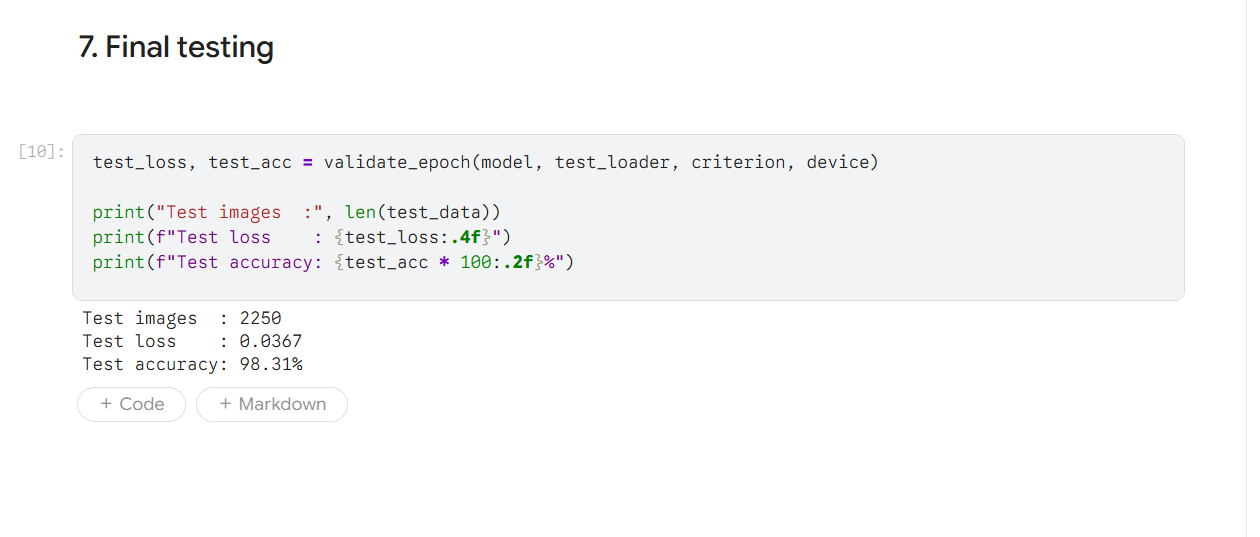 7. Final testing
[10]:
test_loss, test_acc = validate_epoch(model, test_loader, criterion, device)
print("Test images  :", len(test_data))
print(f"Test loss    : {test_loss:.4f}")
print(f"Test accuracy: {test_acc * 100:.2f}%")
Test images  : 2250
Test loss    : 0.0367
Test accuracy: 98.31%
+ Code + Markdown